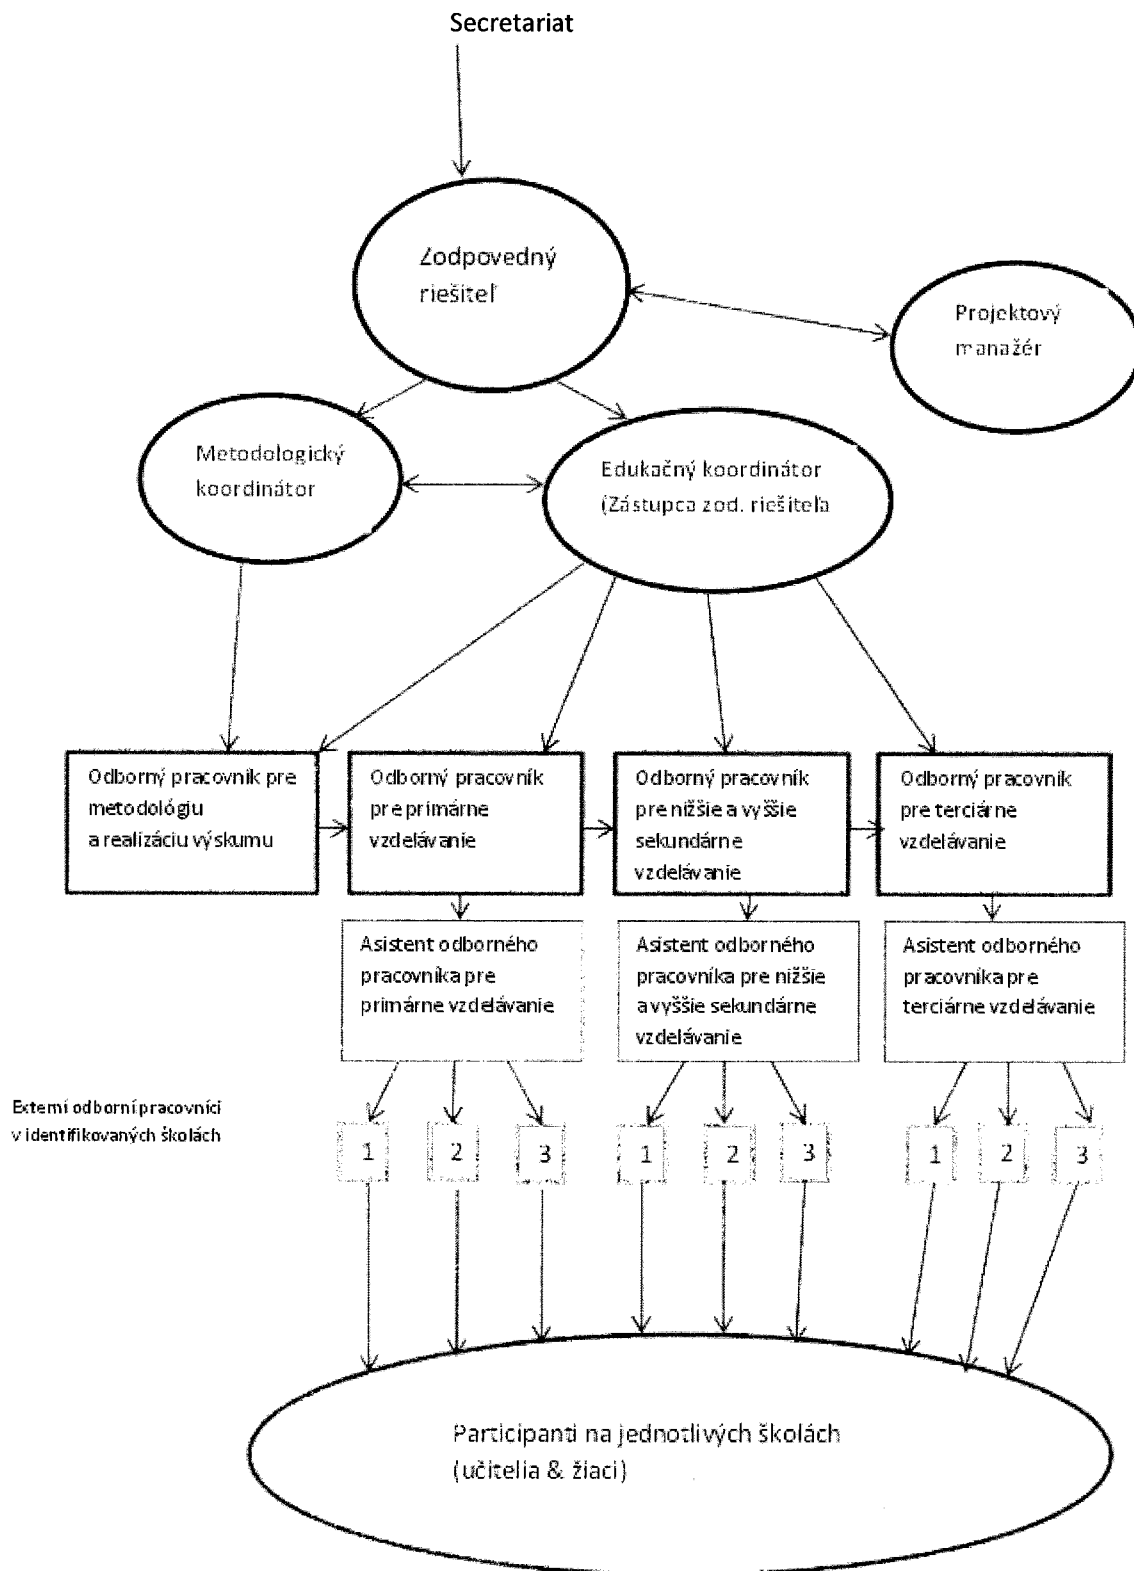 Secretariat
Zodpovedný
riešiteľ
Projektový
manažér
Metodologický
koordinátor
Edukačný koordinátor
(Zástupca zod. riešiteľa
Odborný pracovník pre
metodológiu
a realizáciu výskumu
Odborný pracovník
pre primárne
vzdelávanie
Odborný pracovník
pre nižšie a vyššie
sekundárne
vzdelávanie
Odborný pracovník
pre terciárne
vzdelávanie
Asistent odborného
pracovníka pre
primárne vzdelávanie
Asistent odborného
pracovníka pre nižšie
a vyššie sekundárne
vzdelávanie
Asistent odborného
pracovníka pre
terciárne vzdelávanie
Externí odborní pracovníci
v identifikovaných školách
1
2
3
1
2
3
1
2
3
Participanti na jednotlivých školách
(učitelia & žiaci)